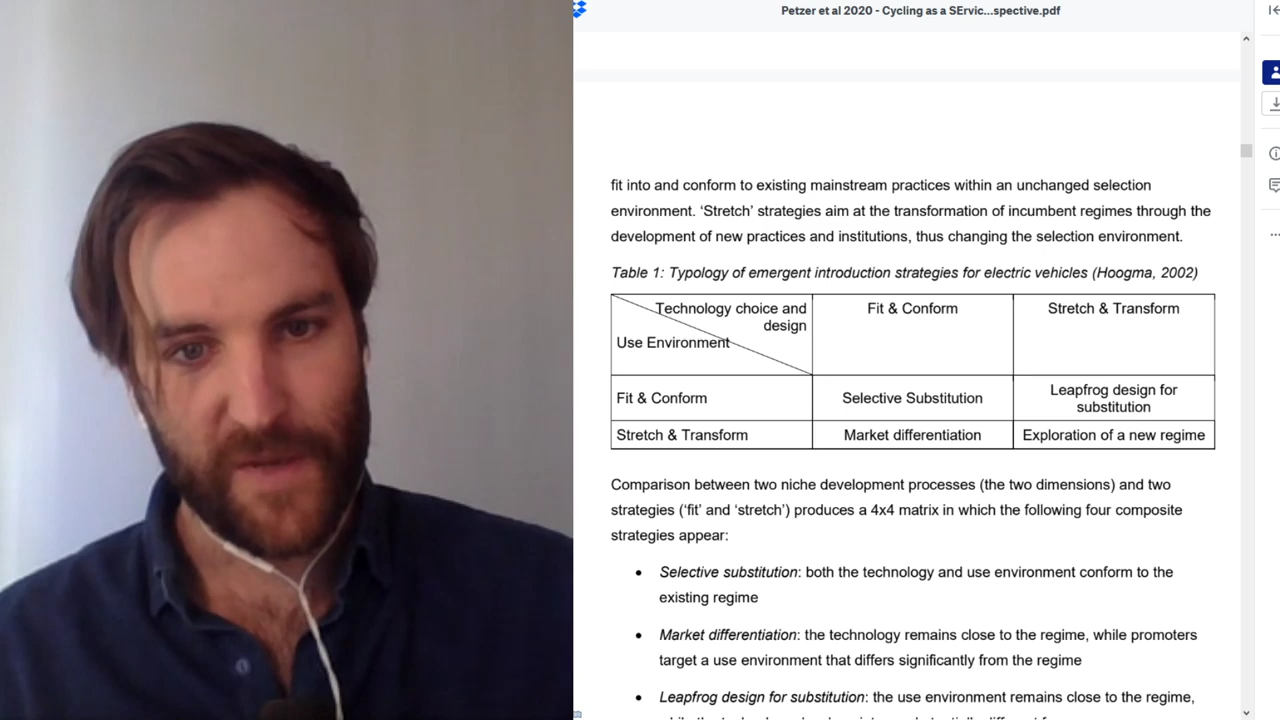 Petzer et al 2020 - Cycling as a SErvic...spective.pdf
fit into and conform to existing mainstream practices within an unchanged selection
environment. ‘Stretch’ strategies aim at the transformation of incumbent regimes through the
development of new practices and institutions, thus changing the selection environment.
Table 1: Typology of emergent introduction strategies for electric vehicles (Hoogma, 2002)
Technology choice and
design
Use Environment
Fit & Conform
Stretch & Transform
Fit & Conform
Selective Substitution
Leapfrog design for
substitution
Stretch & Transform
Market differentiation
Exploration of a new regime
Comparison between two niche development processes (the two dimensions) and two
strategies (‘fit’ and ‘stretch’) produces a 4x4 matrix in which the following four composite
strategies appear:
• Selective substitution: both the technology and use environment conform to the
existing regime
• Market differentiation: the technology remains close to the regime, while promoters
target a use environment that differs significantly from the regime
• Leapfrog design for substitution: the use environment remains close to the regime,